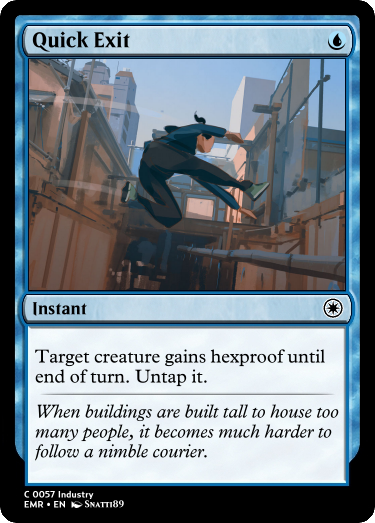 Quick Exit
Instant
Target creature gains hexproof until
end of turn. Untap it.
When buildings are built tall to house too
many people, it becomes much harder to
follow a nimble courier.
C 0057 Industry
EMR • EN Snatti89